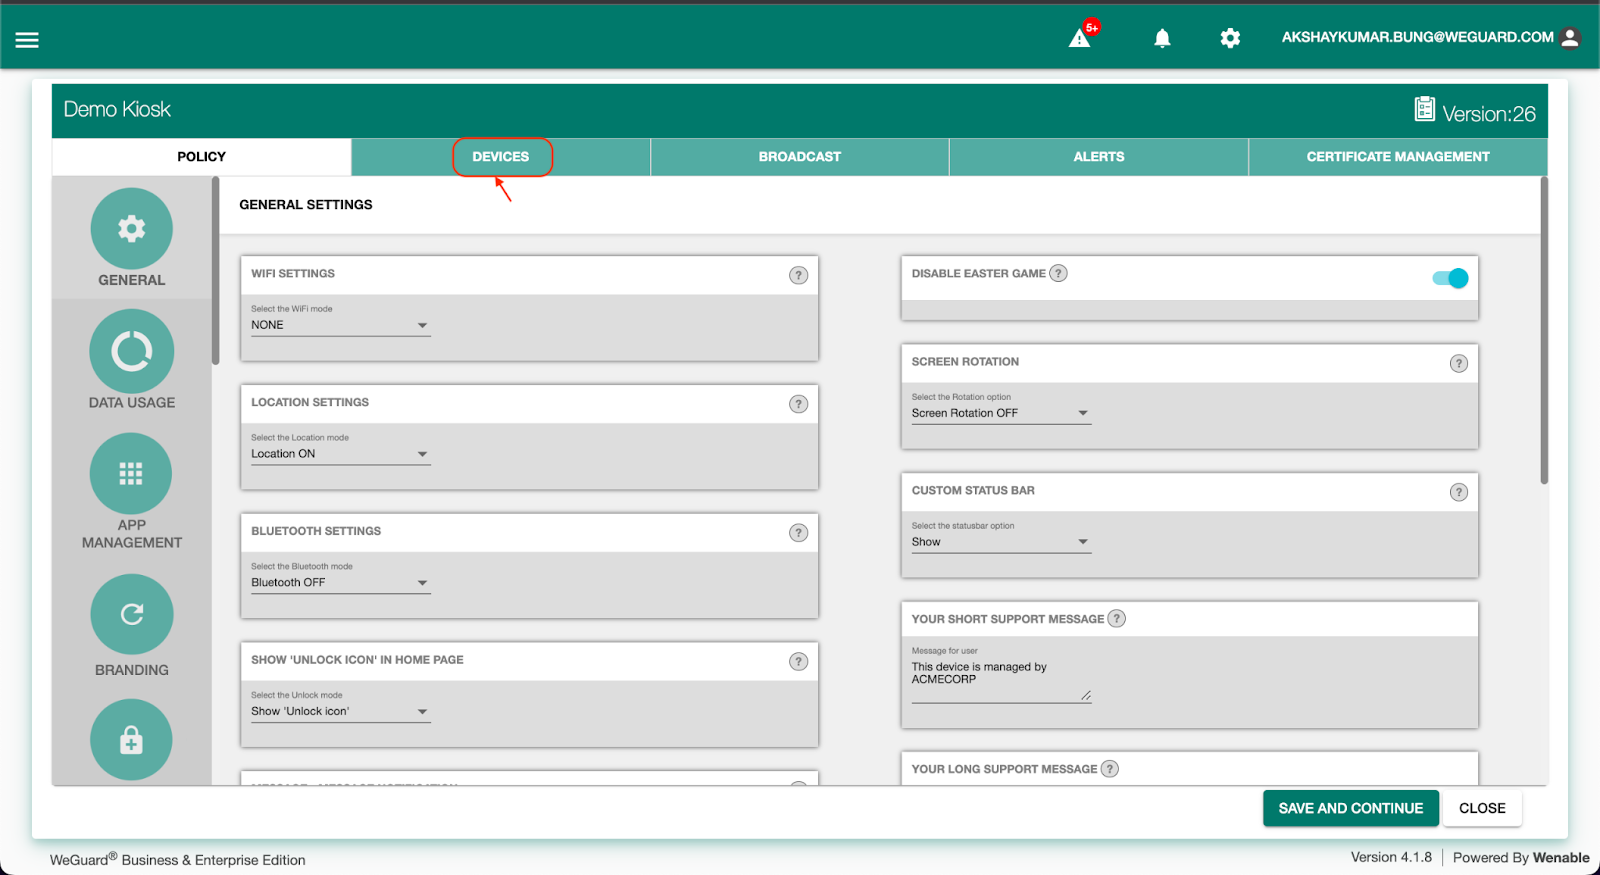 5+
AKSHAYKUMAR.BUNG@WEGUARD.COM
Demo Kiosk
Version:26
POLICY
DEVICES
BROADCAST
ALERTS
CERTIFICATE MANAGEMENT
GENERAL
DATA USAGE
APP
MANAGEMENT
BRANDING
GENERAL SETTINGS
WIFI SETTINGS
?
Select the WiFi mode
NONE
LOCATION SETTINGS
?
Select the Location mode
Location ON
BLUETOOTH SETTINGS
?
Select the Bluetooth mode
Bluetooth OFF
SHOW 'UNLOCK ICON' IN HOME PAGE
?
Select the Unlock mode
Show 'Unlock icon'
DISABLE EASTER GAME ?
SCREEN ROTATION
?
Select the Rotation option
Screen Rotation OFF
CUSTOM STATUS BAR
?
Select the statusbar option
Show
YOUR SHORT SUPPORT MESSAGE ?
Message for user
This device is managed by
ACMECORP
YOUR LONG SUPPORT MESSAGE ?
SAVE AND CONTINUE
CLOSE
WeGuard® Business & Enterprise Edition
Version 4.1.8
Powered By Wenable